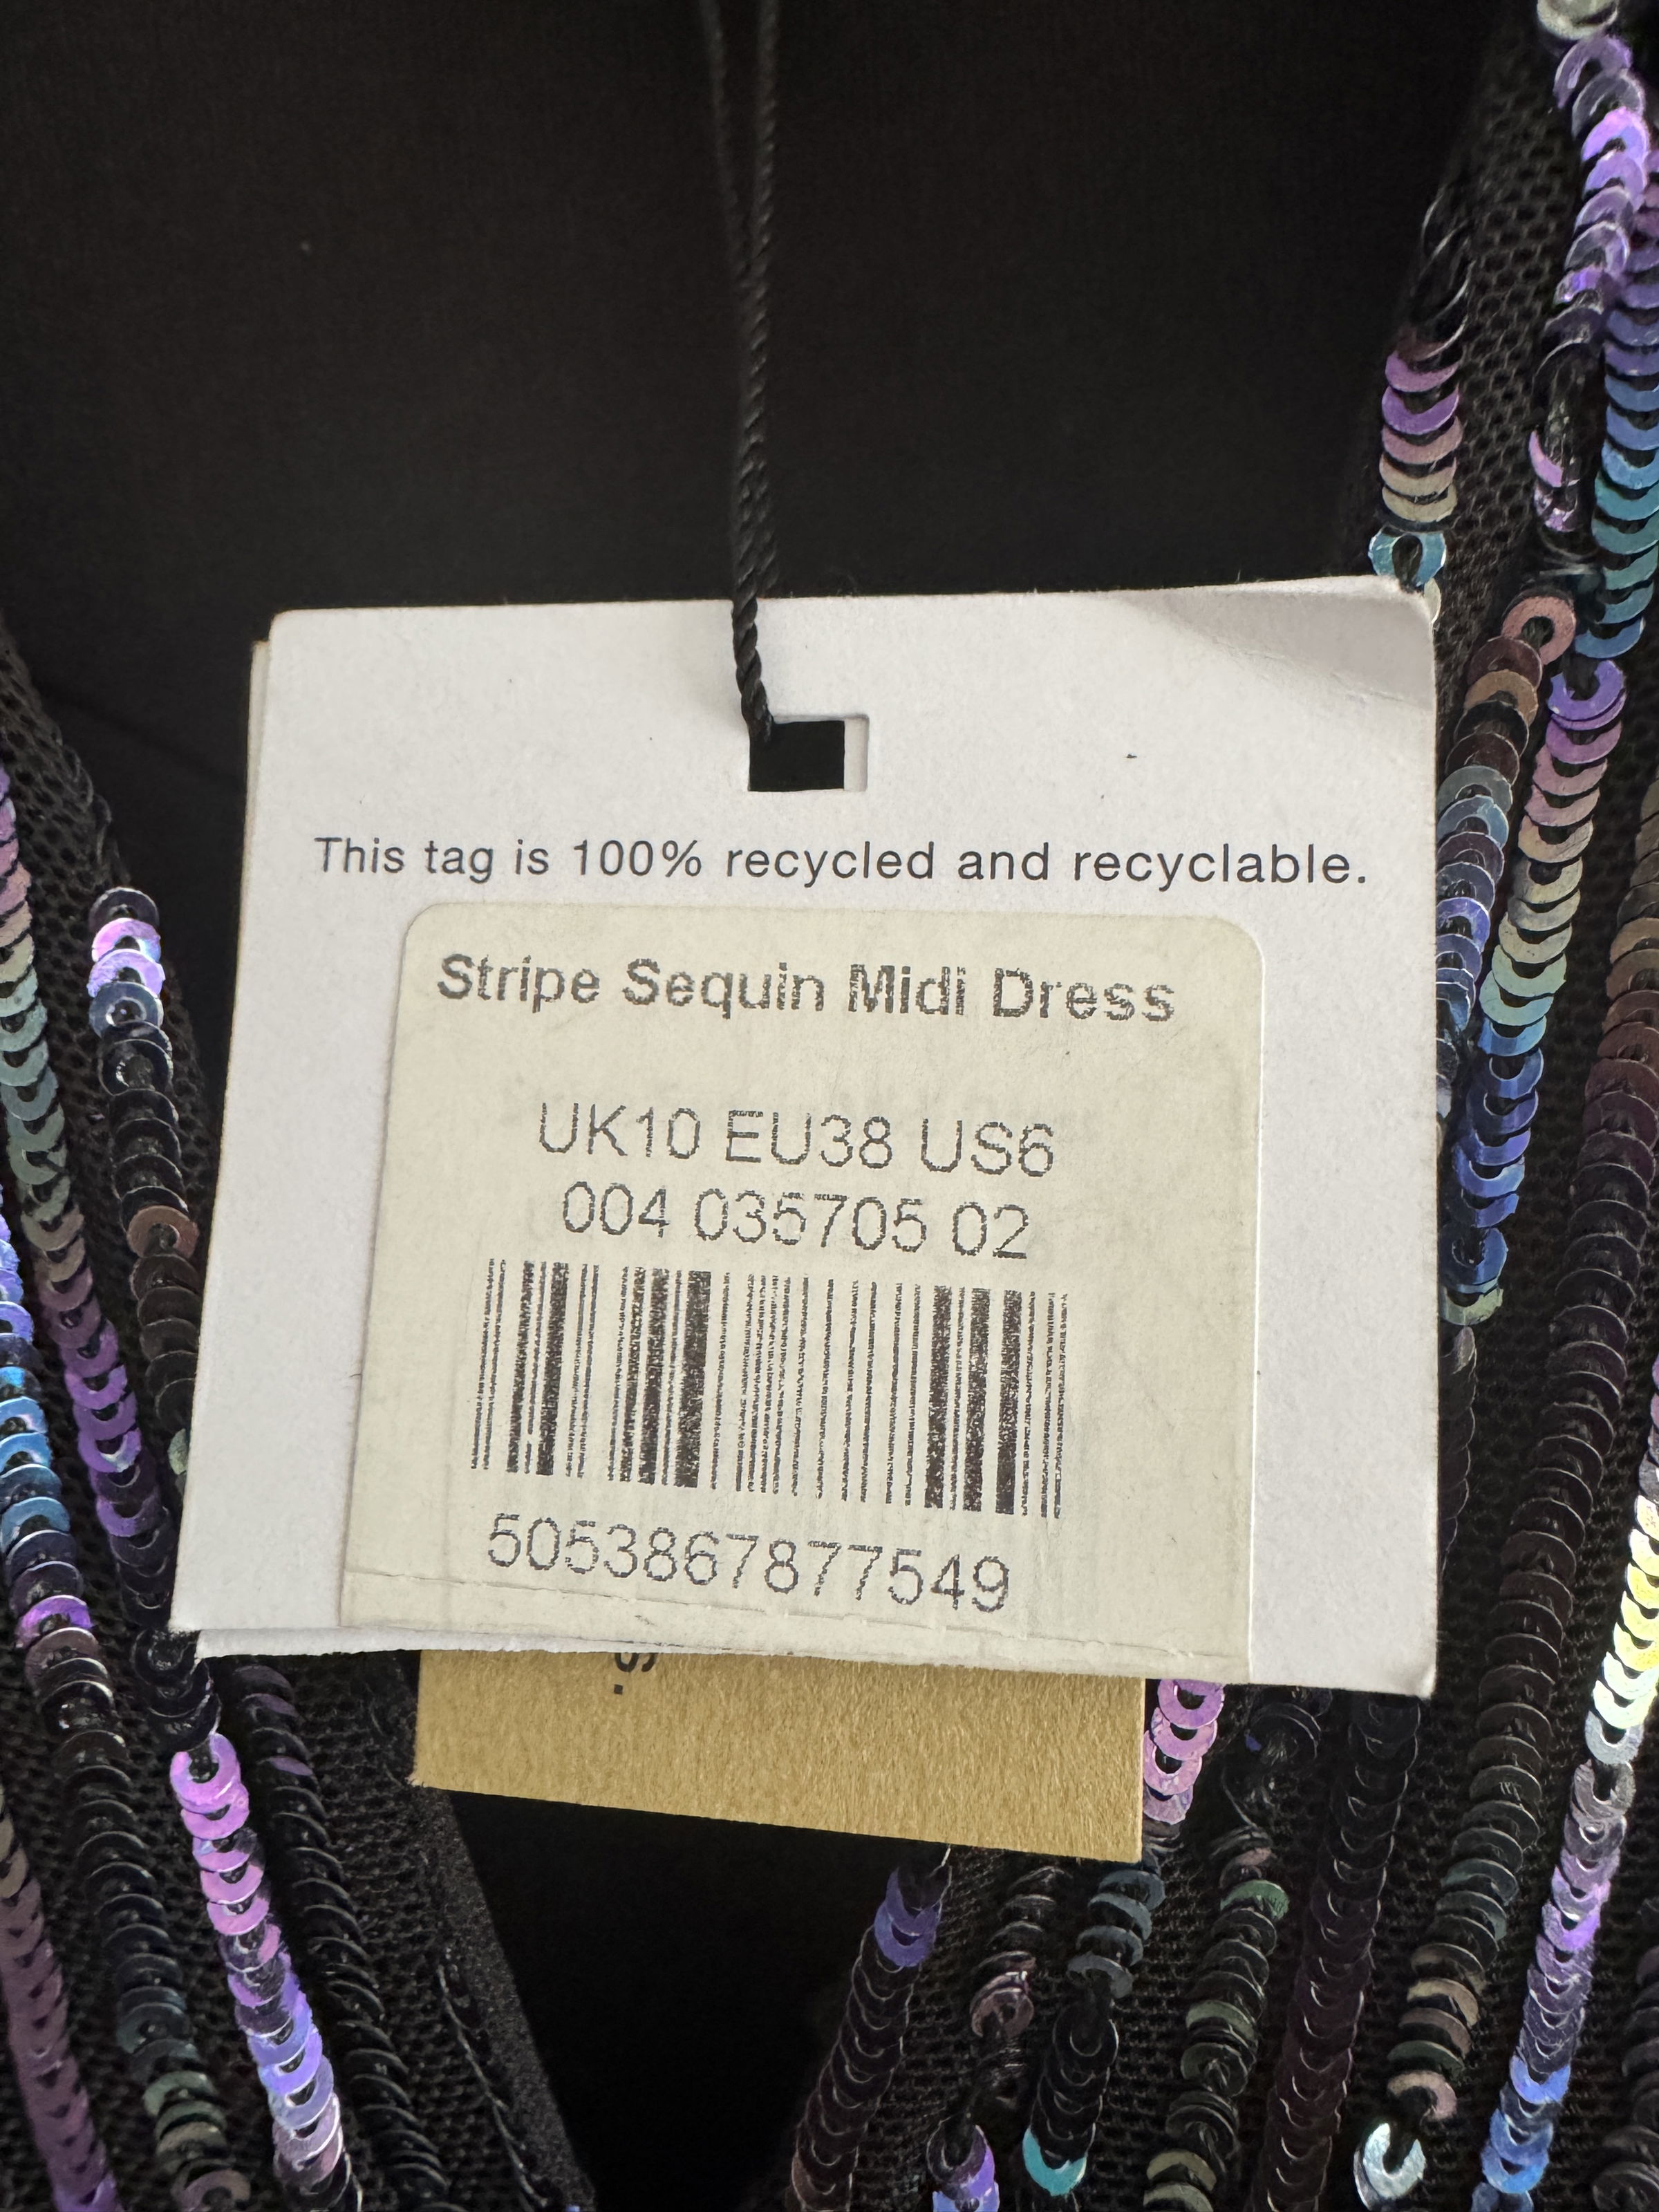 This tag is 100% recycled and recyclable.
Stripe Sequin Midi Dress
UK10 EU38 US6
004 035705 02
5053867877549
s.